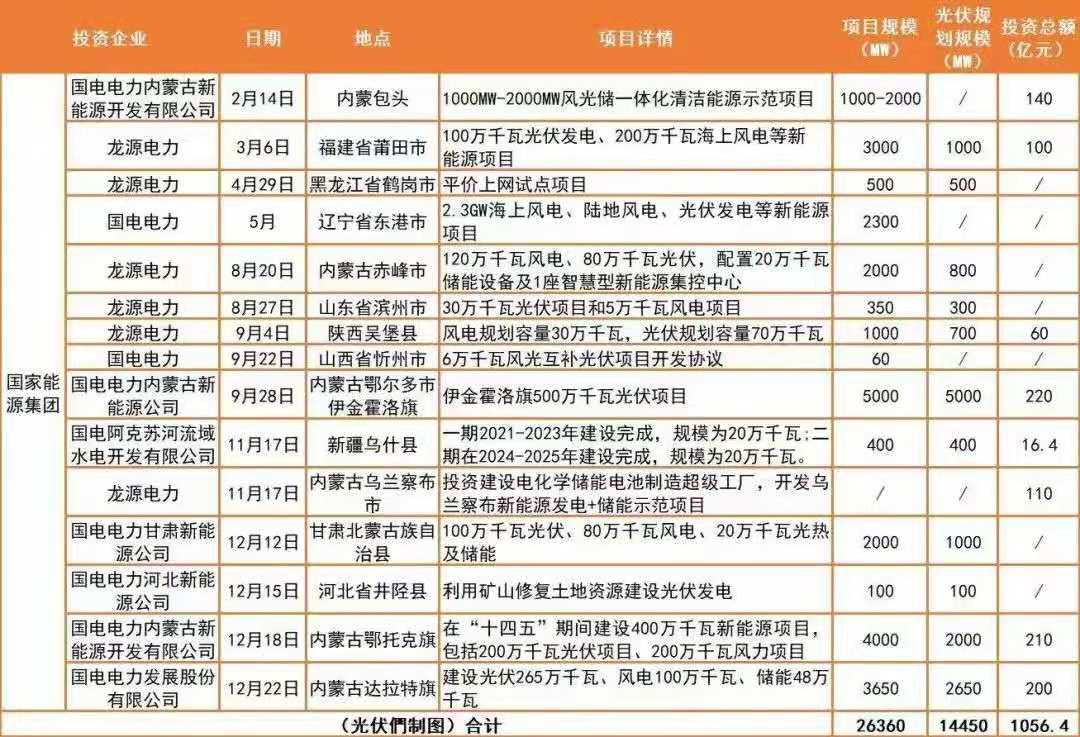 投资企业 日期 地点 项目详情 项目规模（MW） 光伏规划规模（MW） 投资总额（亿元）
国家能源集团
国电电力内蒙古新能源开发有限公司 2月14日 内蒙包头 1000MW-2000MW风光储一体化清洁能源示范项目 1000-2000 / 140
龙源电力 3月6日 福建省莆田市 100万千瓦光伏发电、200万千瓦海上风电等新能源项目 3000 1000 100
龙源电力 4月29日 黑龙江省鹤岗市 平价上网试点项目 500 500 /
国电电力 5月 辽宁省东港市 2.3GW海上风电、陆地风电、光伏发电等新能源项目 2300 / /
龙源电力 8月20日 内蒙古赤峰市 120万千瓦风电、80万千瓦光伏，配置20万千瓦储能设备及1座智慧型新能源集控中心 2000 800 /
龙源电力 8月27日 山东省滨州市 30万千瓦光伏项目和5万千瓦风电项目 350 300 /
龙源电力 9月4日 陕西吴堡县 风电规划容量30万千瓦，光伏规划容量70万千瓦 1000 700 60
国电电力 9月22日 山西省忻州市 6万千瓦风光互补光伏项目开发协议 60 / /
国电电力内蒙古新能源公司 9月28日 内蒙古鄂尔多市伊金霍洛旗 伊金霍洛旗500万千瓦光伏项目 5000 5000 220
国电阿克苏河流域水电开发有限公司 11月17日 新疆乌什县 一期2021-2023年建设完成，规模为20万千瓦;二期在2024-2025年建设完成，规模为20万千瓦。 400 400 16.4
龙源电力 11月17日 内蒙古乌兰察布市 投资建设电化学储能电池制造超级工厂，开发乌兰察布新能源发电+储能示范项目 / / 110
国电电力甘肃新能源公司 12月12日 甘肃北蒙古族自治县 100万千瓦光伏、80万千瓦风电、20万千瓦光热及储能 2000 1000 /
国电电力河北新能源公司 12月15日 河北省井陉县 利用矿山修复土地资源建设光伏发电 100 100 /
国电电力内蒙古新能源开发有限公司 12月18日 内蒙古鄂托克旗 在“十四五”期间建设400万千瓦新能源项目，包括200万千瓦光伏项目、200万千瓦风力项目 4000 2000 210
国电电力发展股份有限公司 12月22日 内蒙古达拉特旗 建设光伏265万千瓦、风电100万千瓦、储能48万千瓦 3650 2650 200
（光伏們制图）合计 26360 14450 1056.4